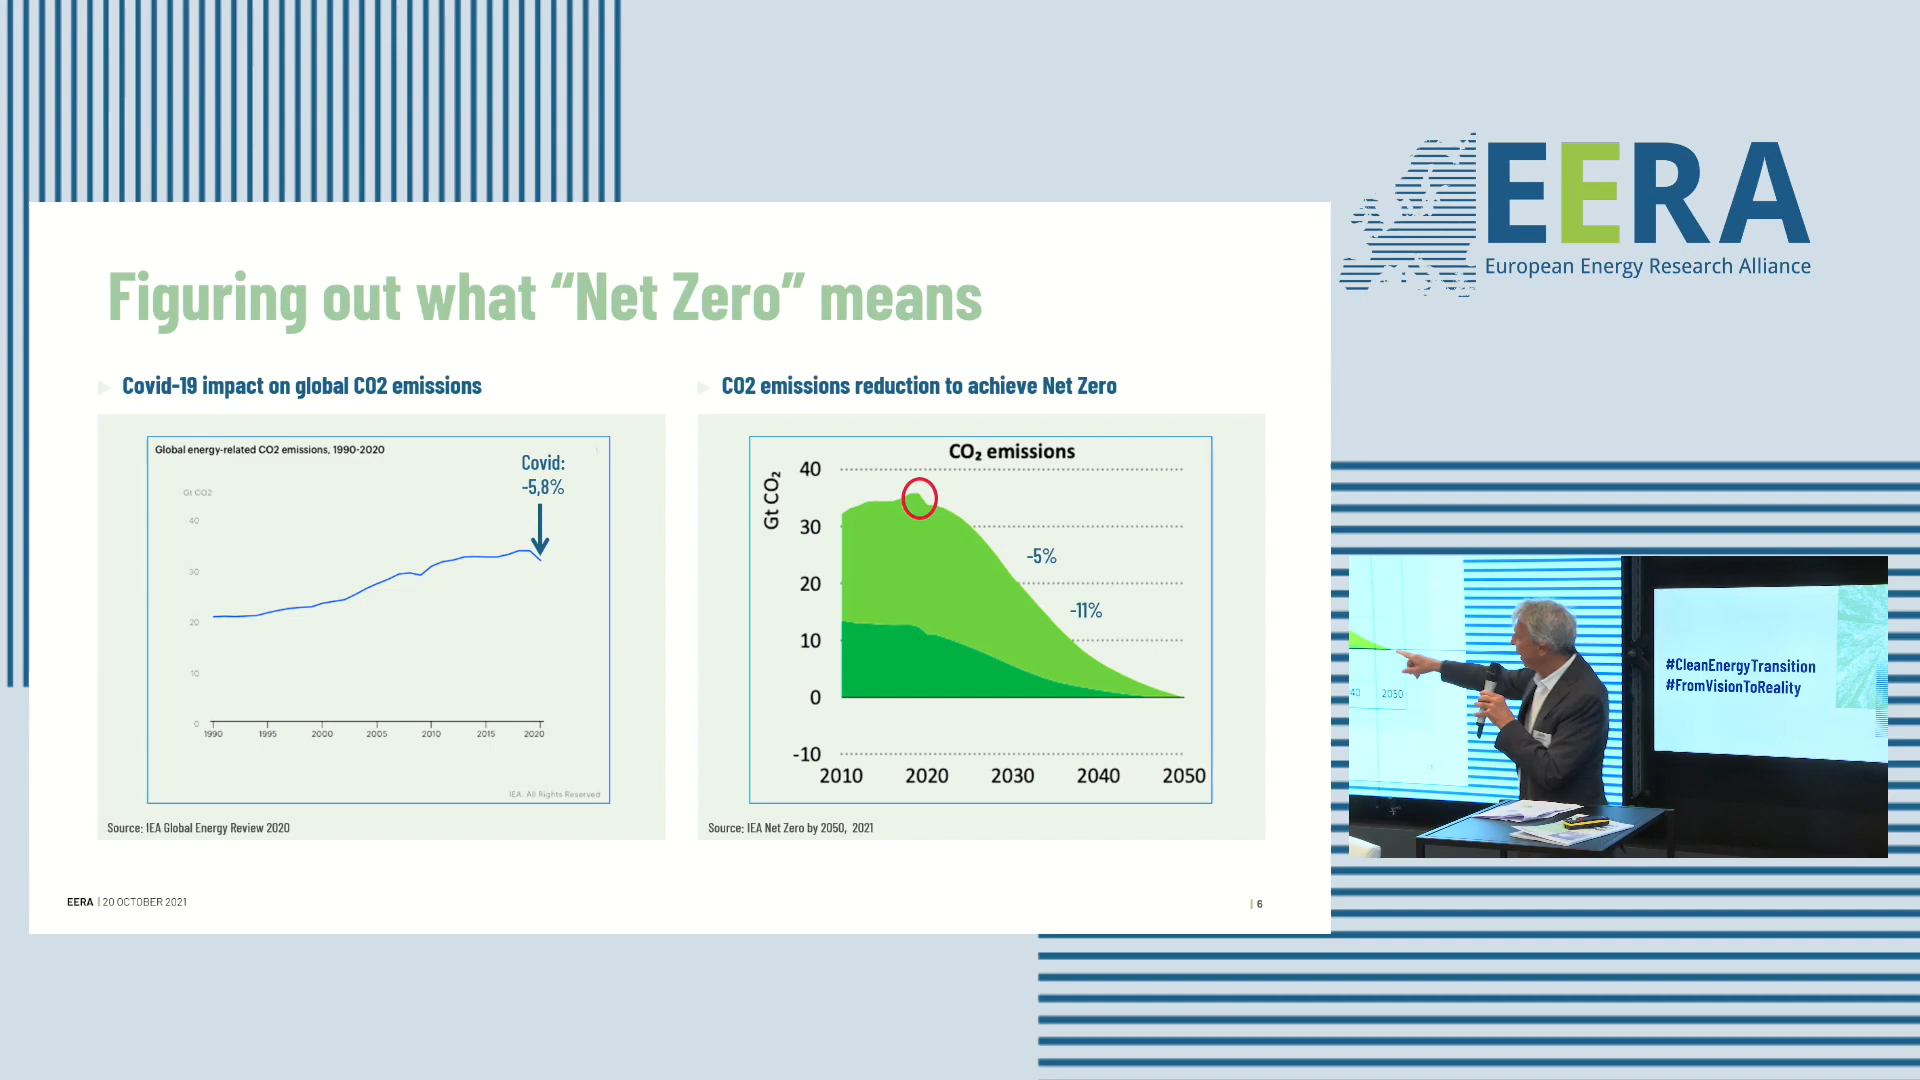 EERA
European Energy Research Alliance
Figuring out what “Net Zero” means
Covid-19 impact on global CO2 emissions
Global energy-related CO2 emissions, 1990-2020
Covid:
-5,8%
Gt CO2
40
30
20
10
0
1990 1995 2000 2005 2010 2015 2020
IEA. All Rights Reserved
Source: IEA Global Energy Review 2020
CO2 emissions reduction to achieve Net Zero
CO₂ emissions
Gt CO₂
40
30
20
10
0
-10
-5%
-11%
2010 2020 2030 2040 2050
Source: IEA Net Zero by 2050, 2021
EERA | 20 OCTOBER 2021
| 6
40 2050
#CleanEnergyTransition
#FromVisionToReality